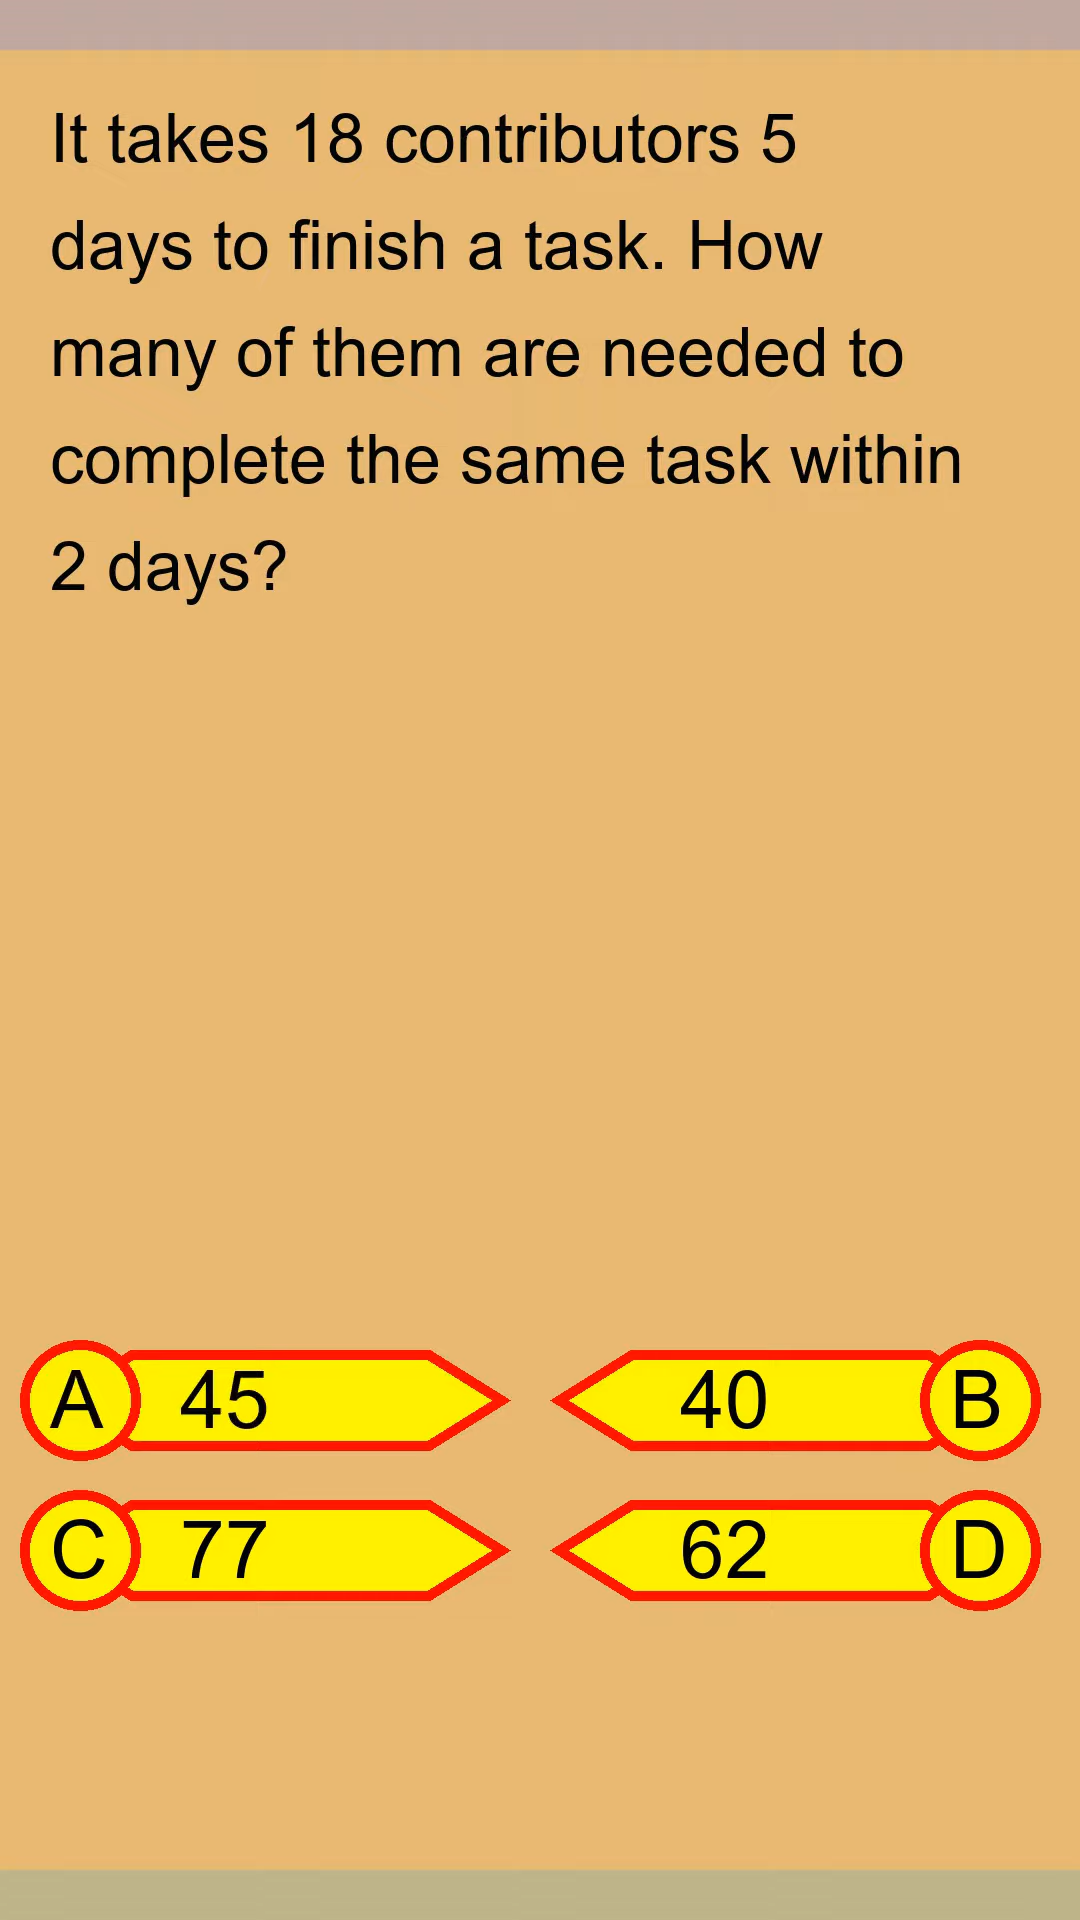 It takes 18 contributors 5
days to finish a task. How
many of them are needed to
complete the same task within
2 days?
A 45
40 B
C 77
62 D